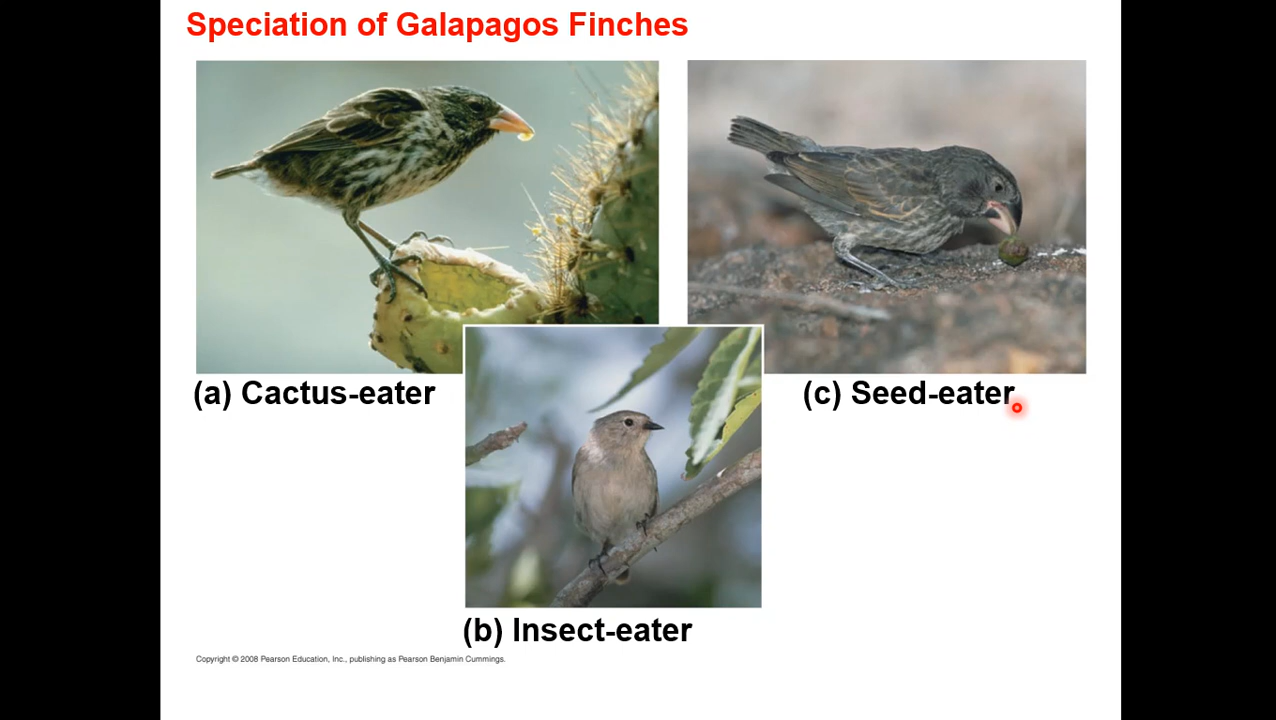 Speciation of Galapagos Finches
(a) Cactus-eater
(c) Seed-eater
(b) Insect-eater
Copyright © 2008 Pearson Education, Inc., publishing as Pearson Benjamin Cummings.